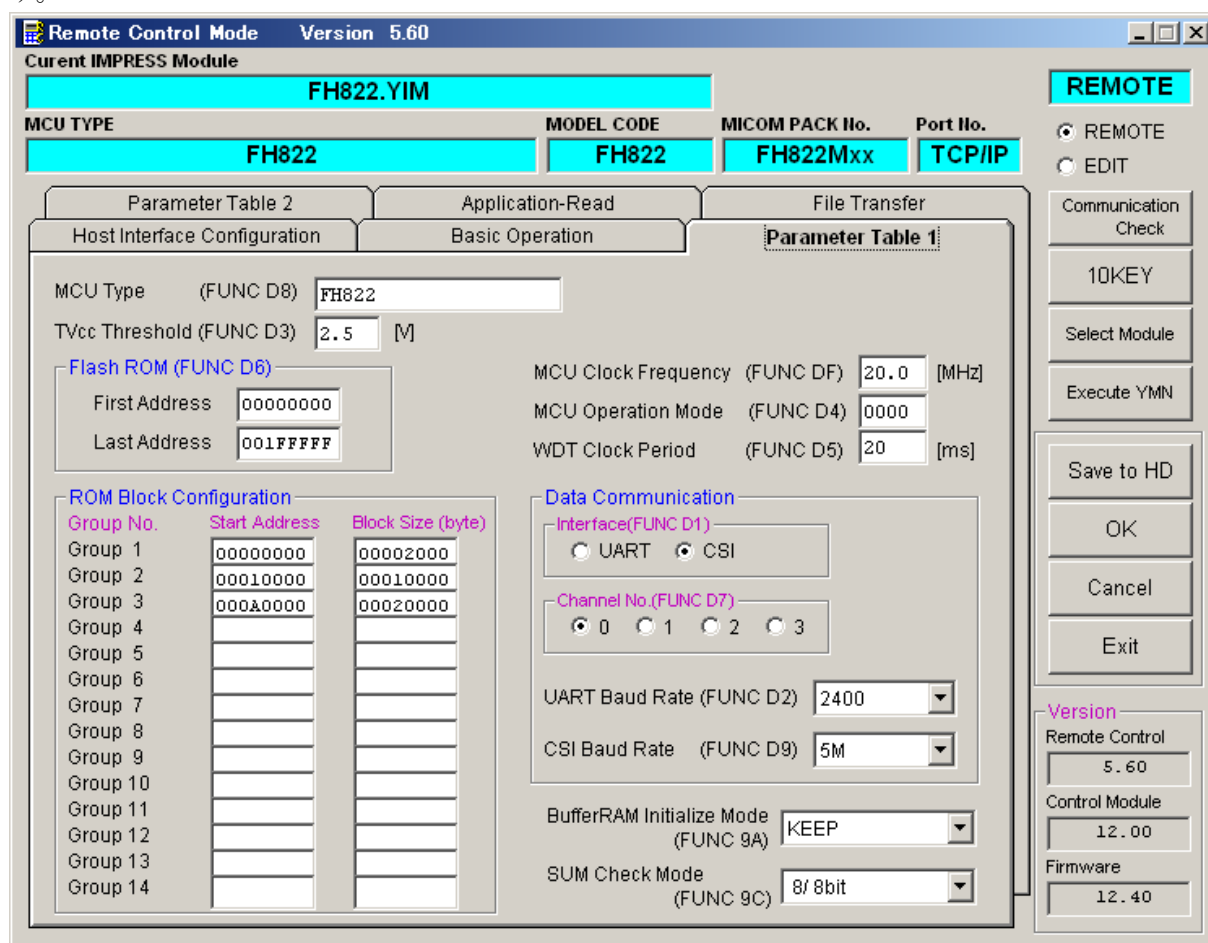 )。
Remote Control Mode Version 5.60
Curent IMPRESS Module
FH822.YIM
REMOTE
MCU TYPE MODEL CODE MICOM PACK No. Port No.
FH822 FH822 FH822Mxx TCP/IP
REMOTE
EDIT
Parameter Table 2 Application-Read File Transfer
Host Interface Configuration Basic Operation Parameter Table 1
Communication Check
10KEY
Select Module
Execute YMN
Save to HD
OK
Cancel
Exit
MCU Type (FUNC D8) FH822
TVcc Threshold (FUNC D3) 2.5 [V]
Flash ROM (FUNC D6)
First Address 00000000
Last Address 001FFFFF
MCU Clock Frequency (FUNC DF) 20.0 [MHz]
MCU Operation Mode (FUNC D4) 0000
WDT Clock Period (FUNC D5) 20 [ms]
ROM Block Configuration
Group No. Start Address Block Size (byte)
Group 1 00000000 00002000
Group 2 00010000 00010000
Group 3 000A0000 00020000
Group 4
Group 5
Group 6
Group 7
Group 8
Group 9
Group 10
Group 11
Group 12
Group 13
Group 14
Data Communication
Interface(FUNC D1)
UART CSI
Channel No.(FUNC D7)
0 1 2 3
UART Baud Rate (FUNC D2) 2400
CSI Baud Rate (FUNC D9) 5M
BufferRAM Initialize Mode
(FUNC 9A) KEEP
SUM Check Mode
(FUNC 9C) 8/ 8bit
Version
Remote Control
5.60
Control Module
12.00
Firmware
12.40